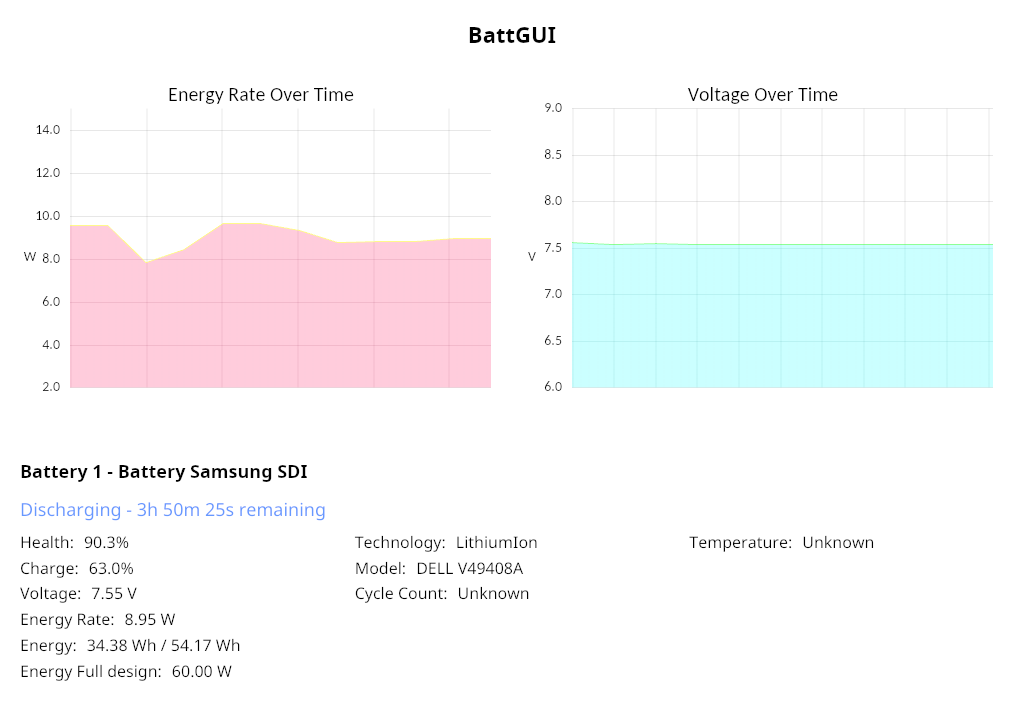 BattGUI
Energy Rate Over Time
14.0
12.0
10.0
W
8.0
6.0
4.0
2.0
Voltage Over Time
9.0
8.5
8.0
7.5
V
7.0
6.5
6.0
Battery 1 - Battery Samsung SDI
Discharging - 3h 50m 25s remaining
Health: 90.3%
Charge: 63.0%
Voltage: 7.55 V
Energy Rate: 8.95 W
Energy: 34.38 Wh / 54.17 Wh
Energy Full design: 60.00 W
Technology: LithiumIon
Model: DELL V49408A
Cycle Count: Unknown
Temperature: Unknown